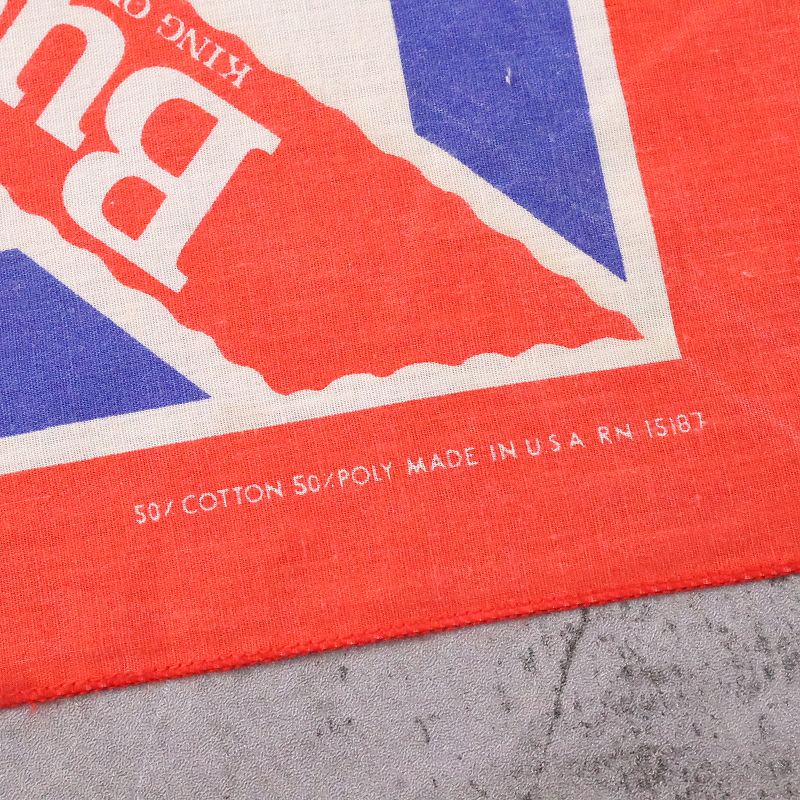 KING O
Bu
50% COTTON 50% POLY MADE IN U S A RN 15187